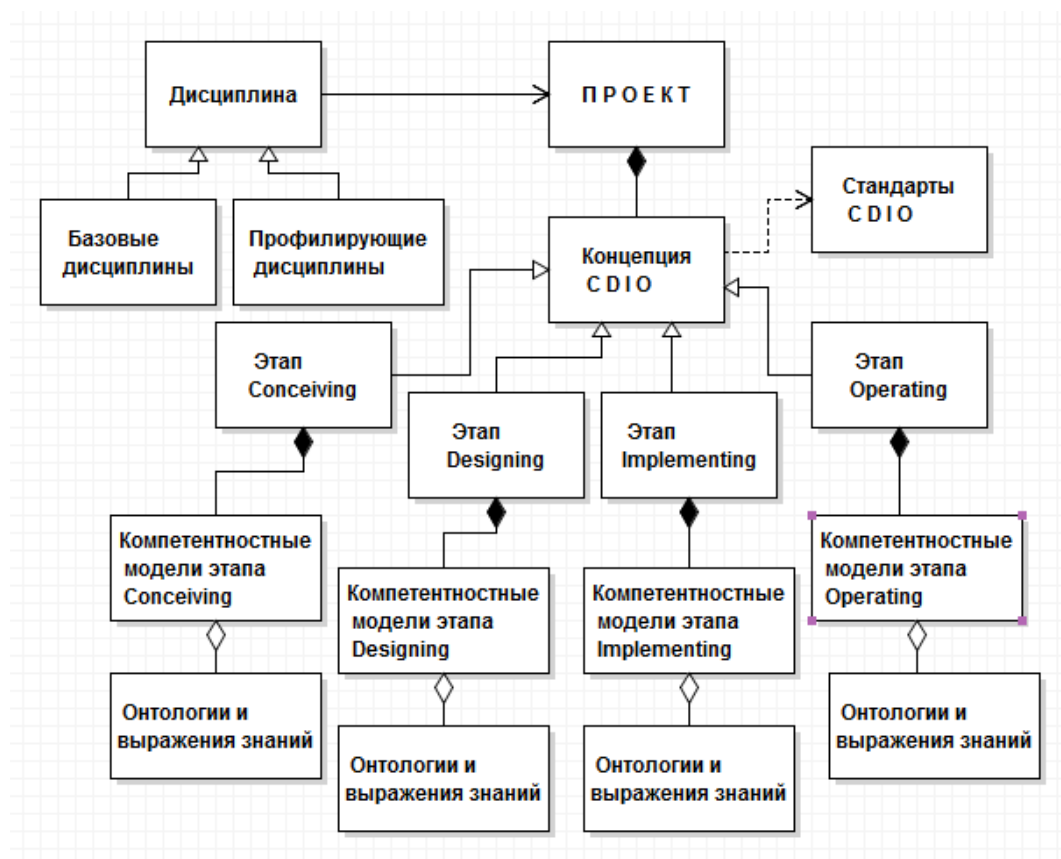 Дисциплина
П Р О Е К Т
Стандарты
C D I O
Базовые
дисциплины
Профилирующие
дисциплины
Концепция
C D I O
Этап
Conceiving
Этап
Designing
Этап
Implementing
Этап
Operating
Компетентностные
модели этапа
Conceiving
Компетентностные
модели этапа
Designing
Компетентностные
модели этапа
Implementing
Компетентностные
модели этапа
Operating
Онтологии и
выражения знаний
Онтологии и
выражения знаний
Онтологии и
выражения знаний
Онтологии и
выражения знаний